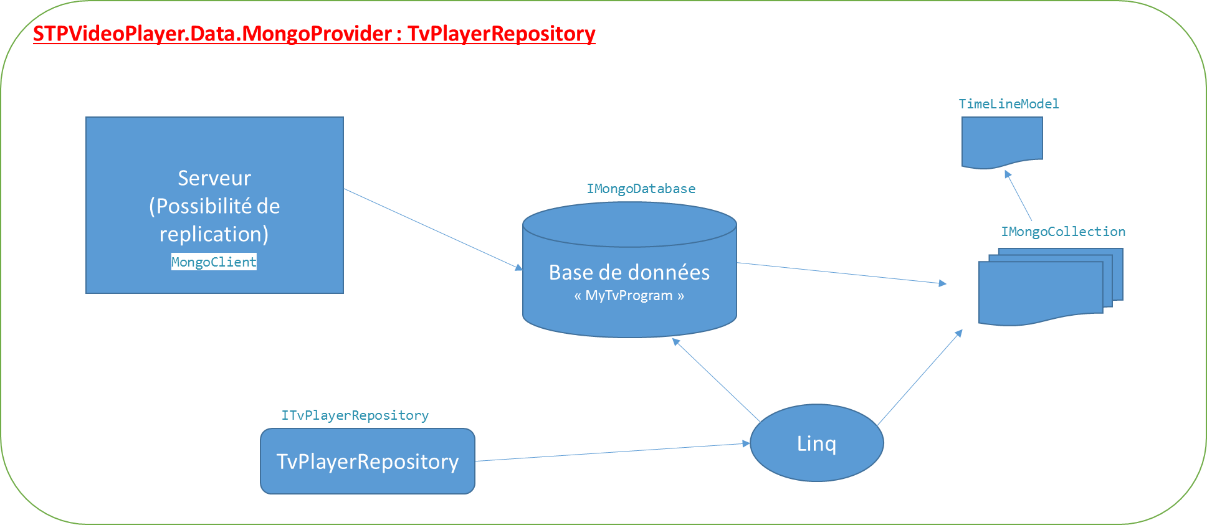 STPVideoPlayer.Data.MongoProvider : TvPlayerRepository
TimeLineModel
Serveur
(Possibilité de
replication)
MongoClient
IMongoDatabase
Base de données
« MyTvProgram »
IMongoCollection
ITvPlayerRepository
TvPlayerRepository
Linq